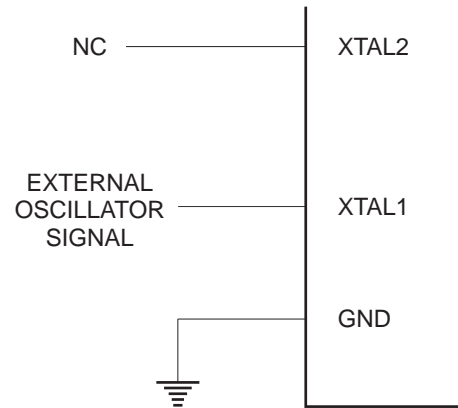 NC
XTAL2
EXTERNAL
OSCILLATOR
SIGNAL
XTAL1
GND